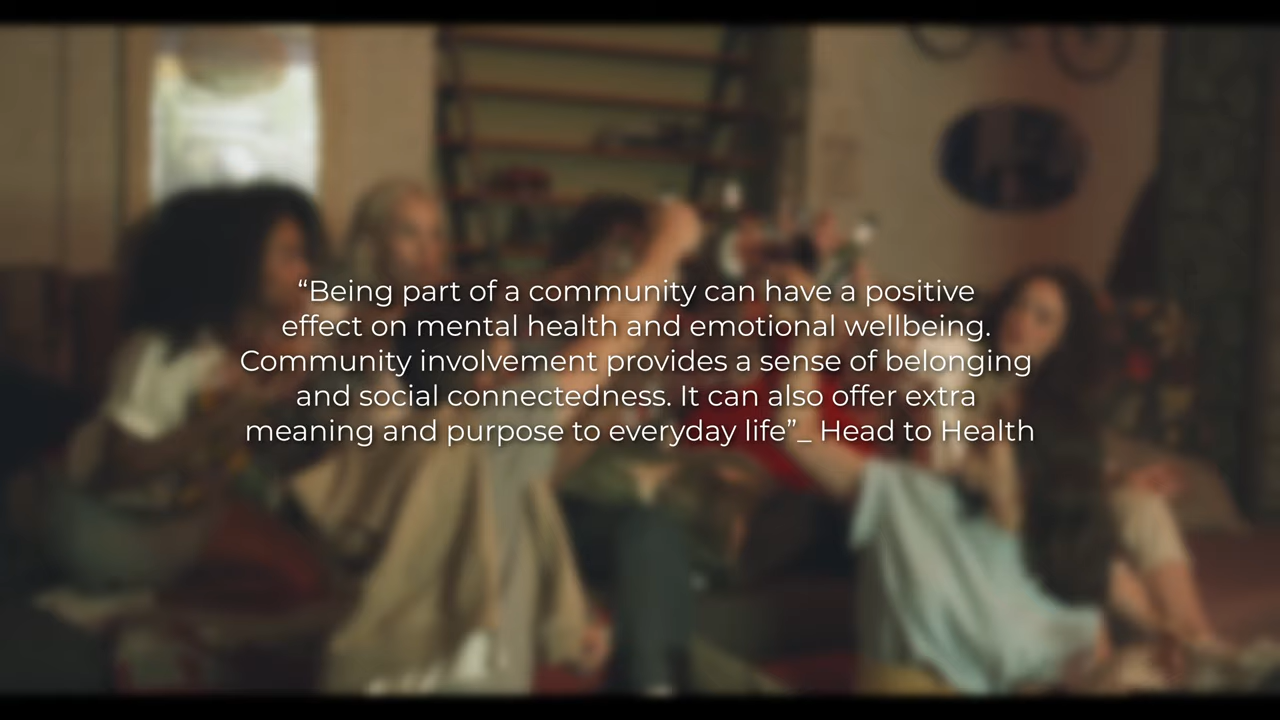 “Being part of a community can have a positive
effect on mental health and emotional wellbeing.
Community involvement provides a sense of belonging
and social connectedness. It can also offer extra
meaning and purpose to everyday life”_ Head to Health